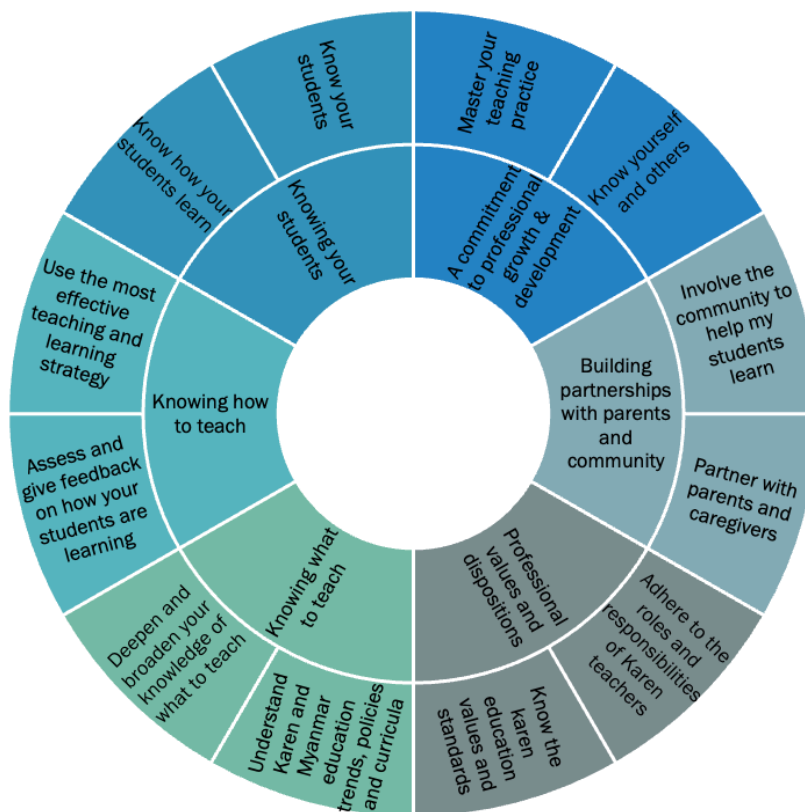 Master your
teaching
practice
Know yourself
and others
A commitment
to professional
growth &
development
Involve the
community to
help my
students
learn
Partner with
parents and
caregivers
Building
partnerships
with parents
and
community
Adhere to the
roles and
responsibilities
of Karen
teachers
Know the
karen
education
values and
standards
Professional
values and
dispositions
Understand
Karen and
Myanmar
education
trends, policies
and curricula
Deepen and
broaden your
knowledge of
what to teach
Knowing what
to teach
Assess and
give feedback
on how your
students are
learning
Use the most
effective
teaching and
learning
strategy
Knowing how
to teach
Know how your
students learn
Know your
students
Knowing your
students